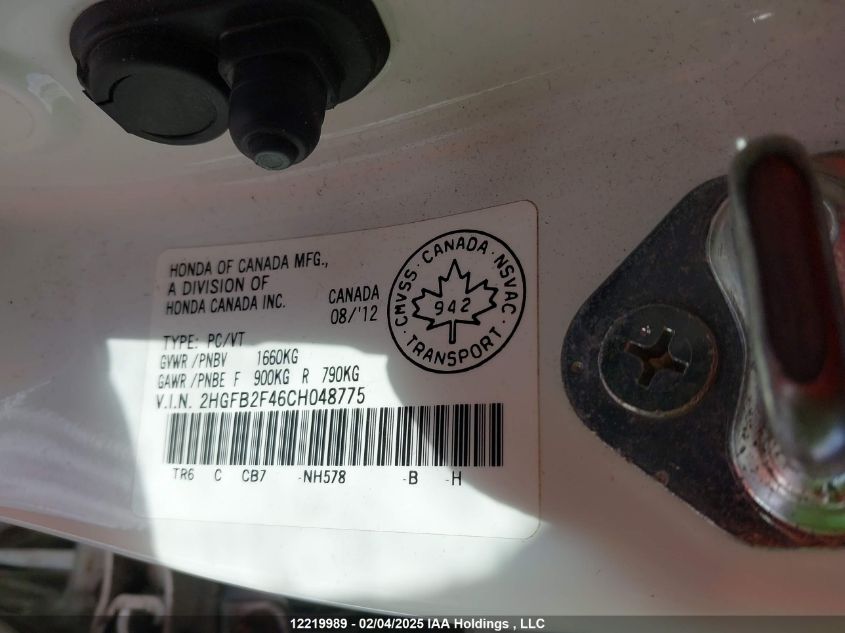 HONDA OF CANADA MFG.,
A DIVISION OF
HONDA CANADA INC.
CANADA
08/'12
CMVSS · CANADA · NSVAC
942
· TRANSPORT ·
TYPE: PC/VT
GVWR/PNBV 1660KG
GAWR/PNBE F 900KG R 790KG
V.I.N. 2HGFB2F46CH048775
TR6 C CB7 -NH578 -B -H
12219989 - 02/04/2025 IAA Holdings , LLC